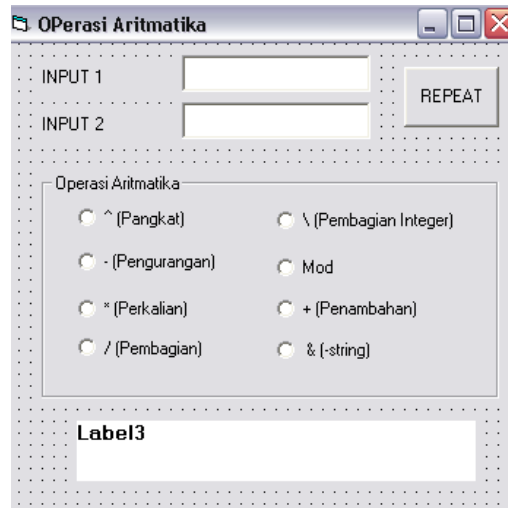 OPerasi Aritmatika
INPUT 1
REPEAT
INPUT 2
Operasi Aritmatika
^ (Pangkat)
\ (Pembagian Integer)
- (Pengurangan)
Mod
* (Perkalian)
+ (Penambahan)
/ (Pembagian)
& (-string)
Label3